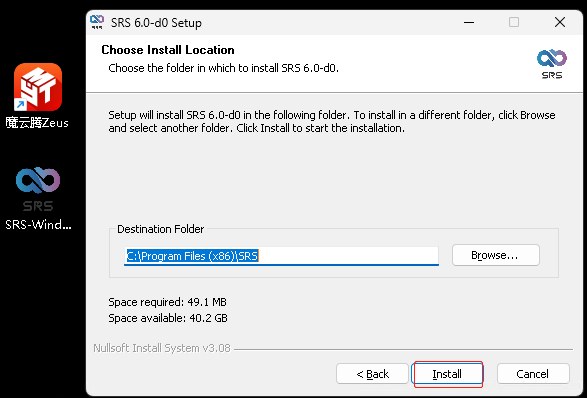 SRS 6.0-d0 Setup
Choose Install Location
Choose the folder in which to install SRS 6.0-d0.
SRS
魔云腾Zeus
SRS
SRS-Wind...
Setup will install SRS 6.0-d0 in the following folder. To install in a different folder, click Browse
and select another folder. Click Install to start the installation.
Destination Folder
C:\Program Files (x86)\SRS
Browse...
Space required: 49.1 MB
Space available: 40.2 GB
Nullsoft Install System v3.08
< Back
Install
Cancel